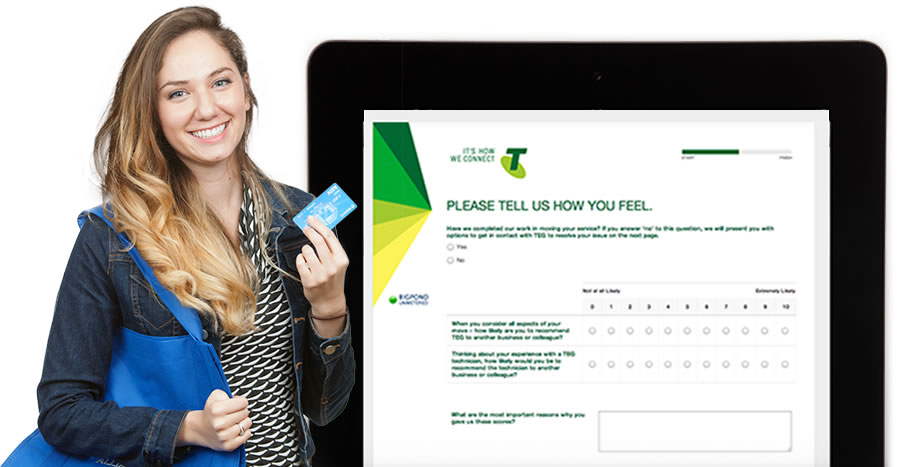 IT'S HOW
WE CONNECT
T
START
FINISH
PLEASE TELL US HOW YOU FEEL.
Have we completed our work in moving your service? If you answer 'no' to this question, we will present you with
options to get in contact with TBG to resolve your issue on the next page.
Yes
No
BIGPOND
UNMETERED
Not at all Likely
Extremely Likely
0 1 2 3 4 5 6 7 8 9 10
When you consider all aspects of your
move - how likely are you to recommend
TBG to another business or colleague?
Thinking about your experience with a TBG
technician, how likely would you be to
recommend the technician to another
business or colleague?
What are the most important reasons why you
gave us these scores?